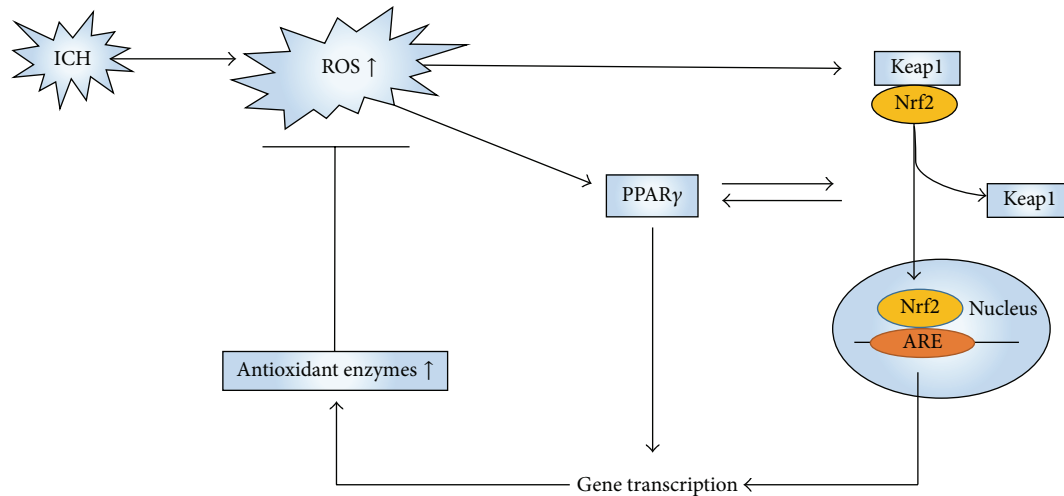 ICH
ROS ↑
Keap1
Nrf2
PPARγ
Keap1
Nrf2
Nucleus
ARE
Antioxidant enzymes ↑
Gene transcription